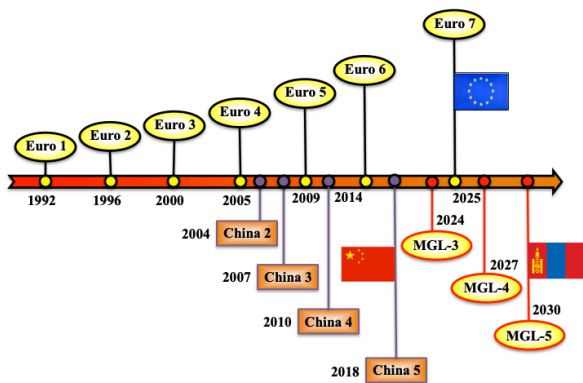 Euro 7
Euro 6
Euro 5
Euro 4
Euro 3
Euro 2
Euro 1
1992
1996
2000
2005
2009
2014
2025
2004
China 2
2007
China 3
2010
China 4
2018
China 5
2024
MGL-3
2027
MGL-4
2030
MGL-5